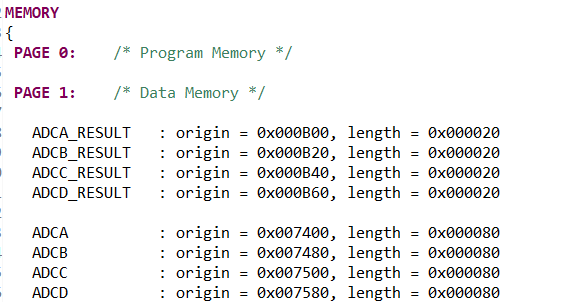 MEMORY
{
PAGE 0:    /* Program Memory */
PAGE 1:    /* Data Memory */
ADCA_RESULT   : origin = 0x000B00, length = 0x000020
ADCB_RESULT   : origin = 0x000B20, length = 0x000020
ADCC_RESULT   : origin = 0x000B40, length = 0x000020
ADCD_RESULT   : origin = 0x000B60, length = 0x000020
ADCA          : origin = 0x007400, length = 0x000080
ADCB          : origin = 0x007480, length = 0x000080
ADCC          : origin = 0x007500, length = 0x000080
ADCD          : origin = 0x007580, length = 0x000080